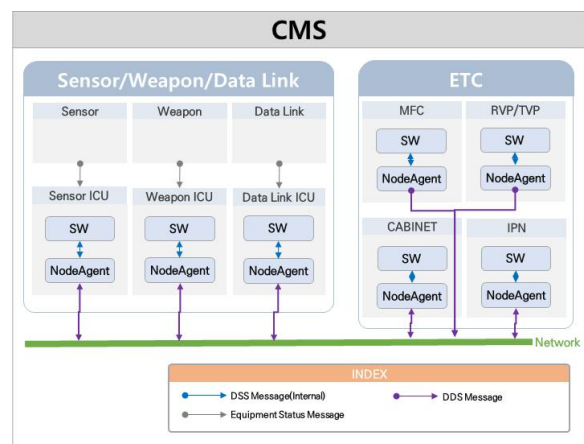 CMS
Sensor/Weapon/Data Link
ETC
Sensor
Weapon
Data Link
MFC
RVP/TVP
SW
SW
NodeAgent
NodeAgent
Sensor ICU
Weapon ICU
Data Link ICU
SW
SW
SW
NodeAgent
NodeAgent
NodeAgent
CABINET
IPN
SW
SW
NodeAgent
NodeAgent
Network
INDEX
DSS Message(Internal)
DDS Message
Equipment Status Message